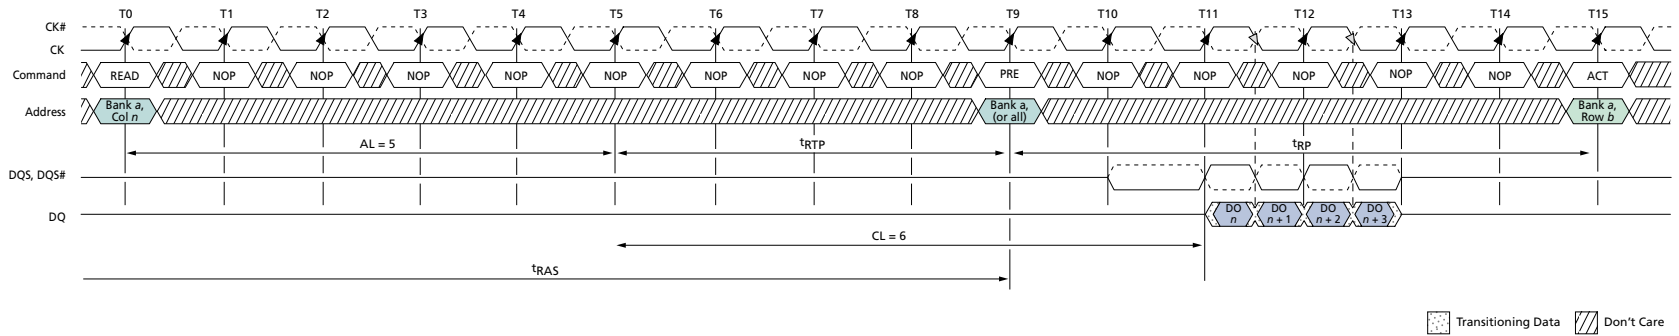 T0 T1 T2 T3 T4 T5 T6 T7 T8 T9 T10 T11 T12 T13 T14 T15
CK#
CK
Command READ NOP NOP NOP NOP NOP NOP NOP NOP PRE NOP NOP NOP NOP NOP ACT
Address Bank a, Col n Bank a, (or all) Bank a, Row b
AL = 5 tRTP tRP
DQS, DQS#
DQ DO n DO n + 1 DO n + 2 DO n + 3
CL = 6
tRAS
Transitioning Data Don't Care